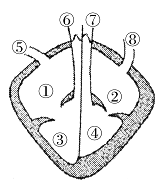 ⑥ ⑦
⑤ ⑧
① ②
③ ④